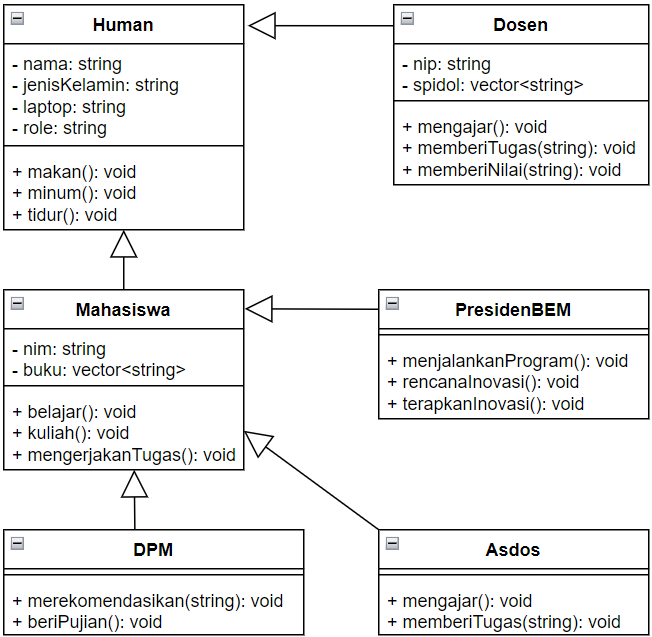 Human
- nama: string
- jenisKelamin: string
- laptop: string
- role: string
+ makan(): void
+ minum(): void
+ tidur(): void
Dosen
- nip: string
- spidol: vector<string>
+ mengajar(): void
+ memberiTugas(string): void
+ memberiNilai(string): void
Mahasiswa
- nim: string
- buku: vector<string>
+ belajar(): void
+ kuliah(): void
+ mengerjakanTugas(): void
PresidenBEM
+ menjalankanProgram(): void
+ rencanaInovasi(): void
+ terapkanInovasi(): void
DPM
+ merekomendasikan(string): void
+ beriPujian(): void
Asdos
+ mengajar(): void
+ memberiTugas(string): void